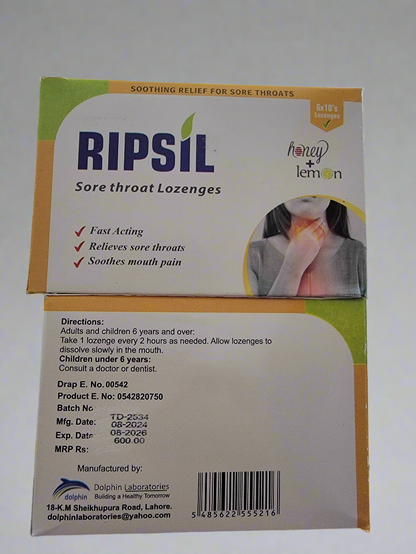 SOOTHING RELIEF FOR SORE THROATS
6x10's
Lozenges
RIPSIL
Sore throat Lozenges
honey
+
lemon
Fast Acting
Relieves sore throats
Soothes mouth pain
Directions:
Adults and children 6 years and over:
Take 1 lozenge every 2 hours as needed. Allow lozenges to
dissolve slowly in the mouth.
Children under 6 years:
Consult a doctor or dentist.
Drap E. No. 00542
Product E. No: 0542820750
Batch No TD-2534
Mfg. Date: 08-2024
Exp. Date: 08-2026
MRP Rs: 600.00
Manufactured by:
dolphin
Dolphin Laboratories
Building a Healthy Tomorrow
18-K.M Sheikhupura Road, Lahore.
dolphinlaboratories@yahoo.com
5 485622 555216